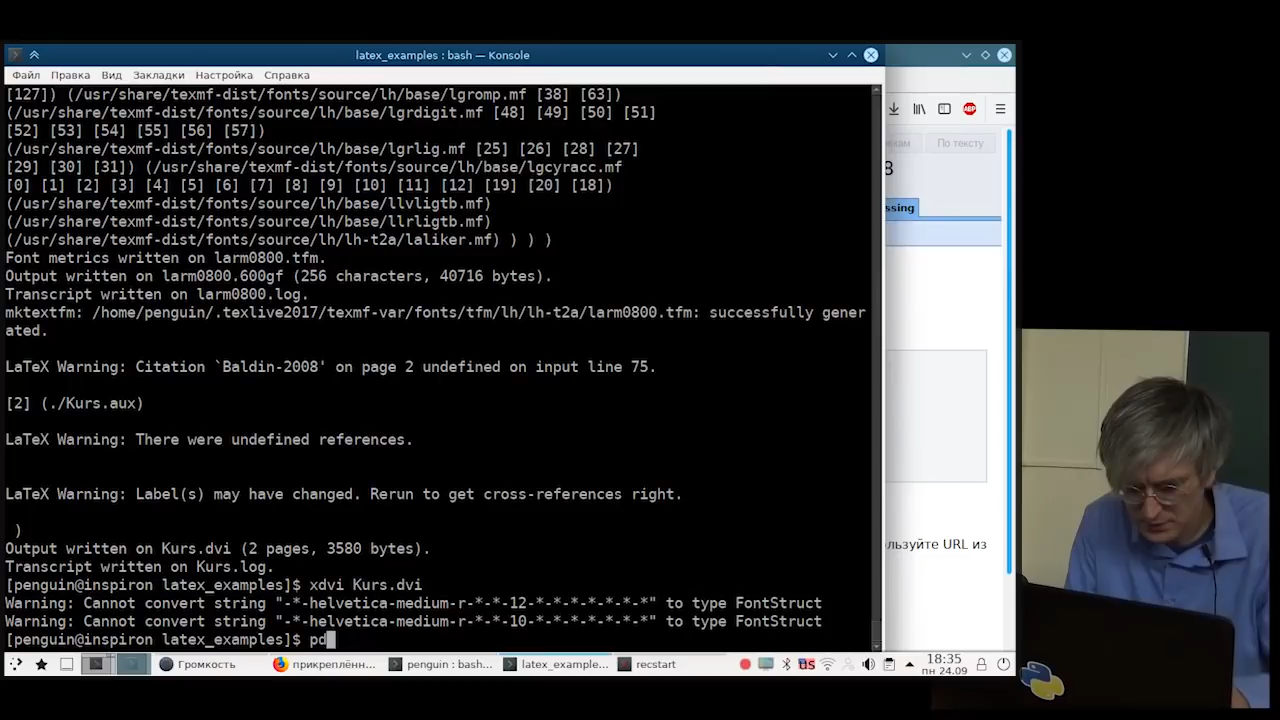 latex_examples : bash — Konsole
Файл Правка Вид Закладки Настройка Справка
[127]) (/usr/share/texmf-dist/fonts/source/lh/base/lgromp.mf [38] [63])
(/usr/share/texmf-dist/fonts/source/lh/base/lgrdigit.mf [48] [49] [50] [51]
[52] [53] [54] [55] [56] [57])
(/usr/share/texmf-dist/fonts/source/lh/base/lgrlig.mf [25] [26] [28] [27]
[29] [30] [31]) (/usr/share/texmf-dist/fonts/source/lh/base/lgcyracc.mf
[0] [1] [2] [3] [4] [5] [6] [7] [8] [9] [10] [11] [12] [19] [20] [18])
(/usr/share/texmf-dist/fonts/source/lh/base/llvligtb.mf)
(/usr/share/texmf-dist/fonts/source/lh/base/llrligtb.mf)
(/usr/share/texmf-dist/fonts/source/lh/lh-t2a/laliker.mf) ) ) )
Font metrics written on larm0800.tfm.
Output written on larm0800.600gf (256 characters, 40716 bytes).
Transcript written on larm0800.log.
mktextfm: /home/penguin/.texlive2017/texmf-var/fonts/tfm/lh/lh-t2a/larm0800.tfm: successfully gener
ated.
LaTeX Warning: Citation `Baldin-2008' on page 2 undefined on input line 75.
[2] (./Kurs.aux)
LaTeX Warning: There were undefined references.
LaTeX Warning: Label(s) may have changed. Rerun to get cross-references right.
)
Output written on Kurs.dvi (2 pages, 3580 bytes).
Transcript written on Kurs.log.
[penguin@inspiron latex_examples]$ xdvi Kurs.dvi
Warning: Cannot convert string "-*-helvetica-medium-r-*-*-12-*-*-*-*-*-*-*" to type FontStruct
Warning: Cannot convert string "-*-helvetica-medium-r-*-*-10-*-*-*-*-*-*-*" to type FontStruct
[penguin@inspiron latex_examples]$ pd
ABP
По тексту
8
ssing
льзуйте URL из
Громкость
прикреплённ...
penguin : bas...
latex_example...
recstart
US
18:35
пн 24.09